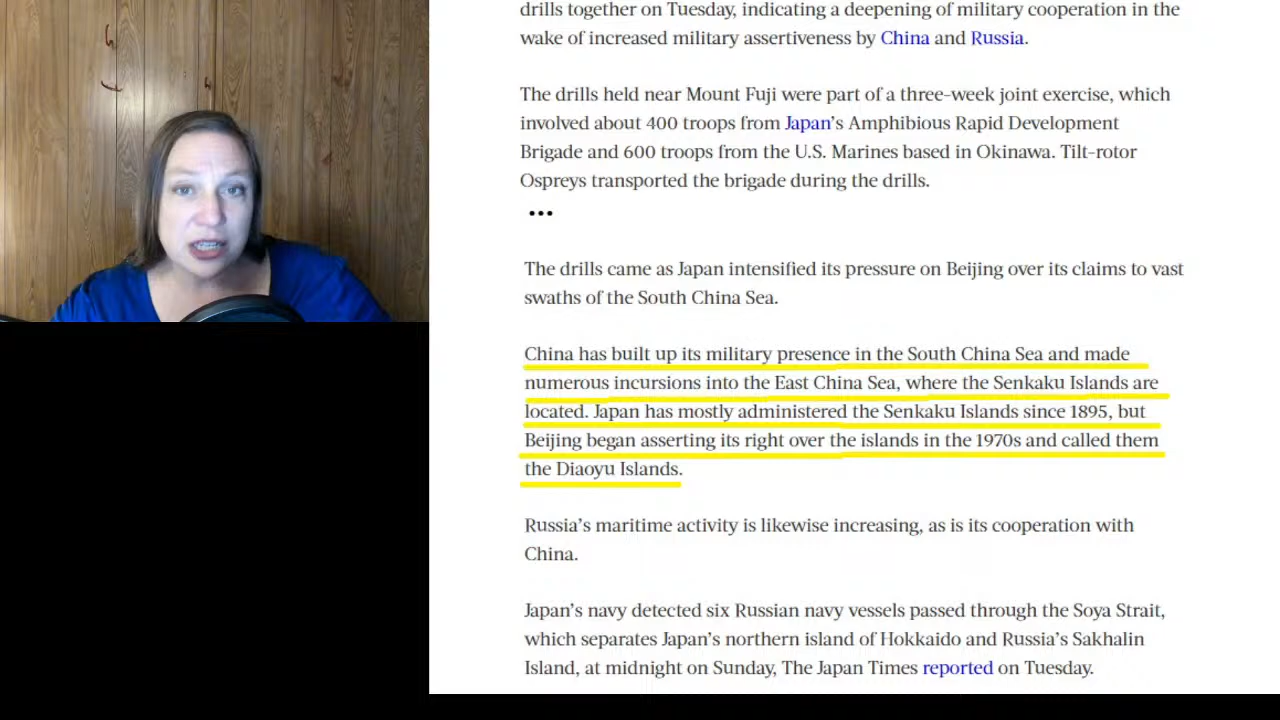 drills together on Tuesday, indicating a deepening of military cooperation in the
wake of increased military assertiveness by China and Russia.
The drills held near Mount Fuji were part of a three-week joint exercise, which
involved about 400 troops from Japan's Amphibious Rapid Development
Brigade and 600 troops from the U.S. Marines based in Okinawa. Tilt-rotor
Ospreys transported the brigade during the drills.
...
The drills came as Japan intensified its pressure on Beijing over its claims to vast
swaths of the South China Sea.
China has built up its military presence in the South China Sea and made
numerous incursions into the East China Sea, where the Senkaku Islands are
located. Japan has mostly administered the Senkaku Islands since 1895, but
Beijing began asserting its right over the islands in the 1970s and called them
the Diaoyu Islands.
Russia's maritime activity is likewise increasing, as is its cooperation with
China.
Japan's navy detected six Russian navy vessels passed through the Soya Strait,
which separates Japan's northern island of Hokkaido and Russia's Sakhalin
Island, at midnight on Sunday, The Japan Times reported on Tuesday.